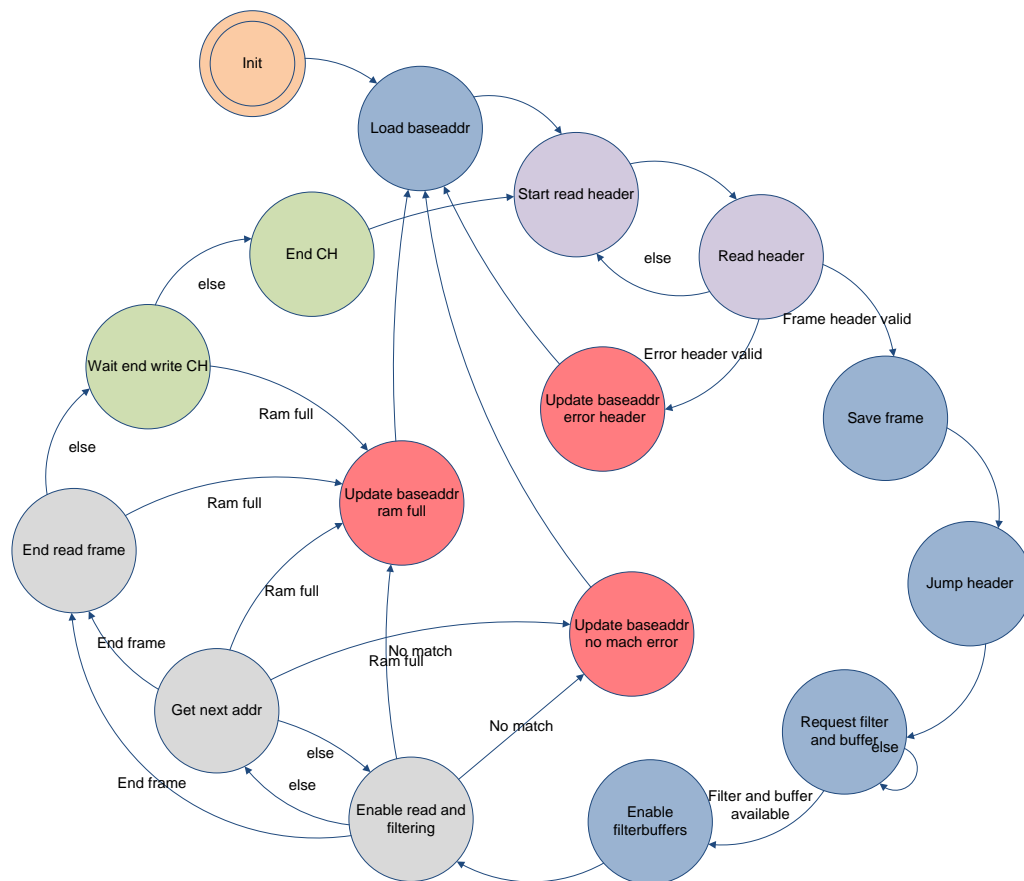 Init
Load baseaddr
Start read header
End CH
else
Read header
else
Frame header valid
Error header valid
Wait end write CH
Update baseaddr
error header
Ram full
Save frame
else
Update baseaddr
ram full
Ram full
End read frame
Jump header
Ram full
Update baseaddr
no mach error
End frame
No match
Ram full
Get next addr
Request filter
and buffer
else
No match
else
End frame
else
Filter and buffer
available
Enable read and
filtering
Enable
filterbuffers